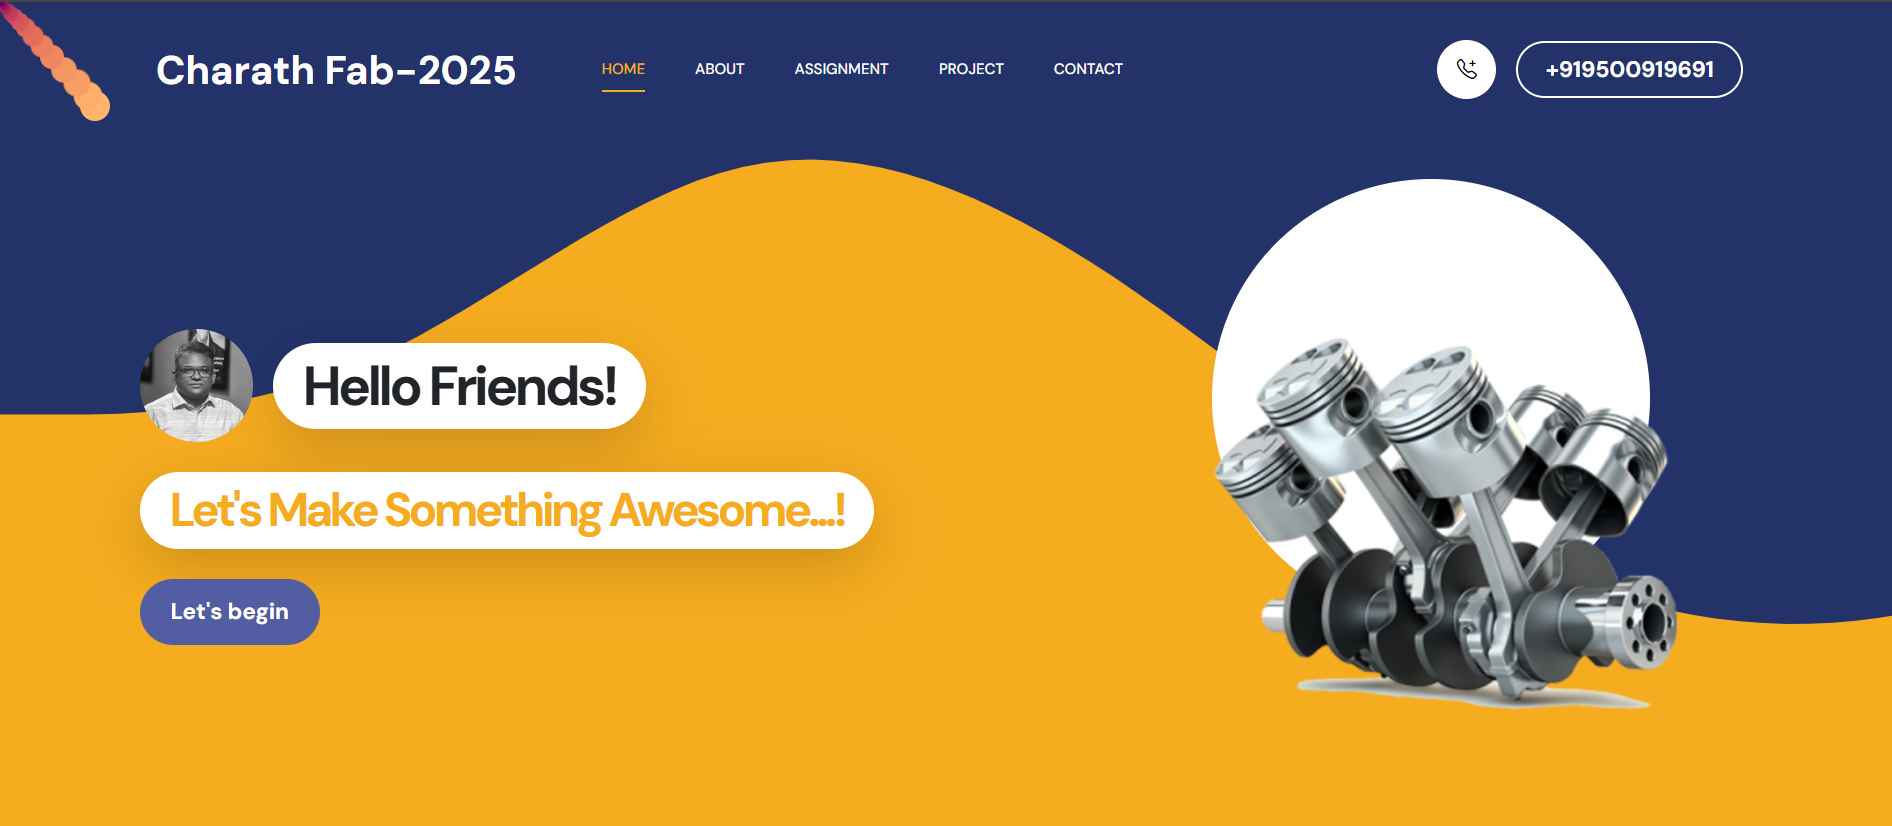 Charath Fab-2025
HOME
ABOUT
ASSIGNMENT
PROJECT
CONTACT
+919500919691
Hello Friends!
Let's Make Something Awesome...!
Let's begin